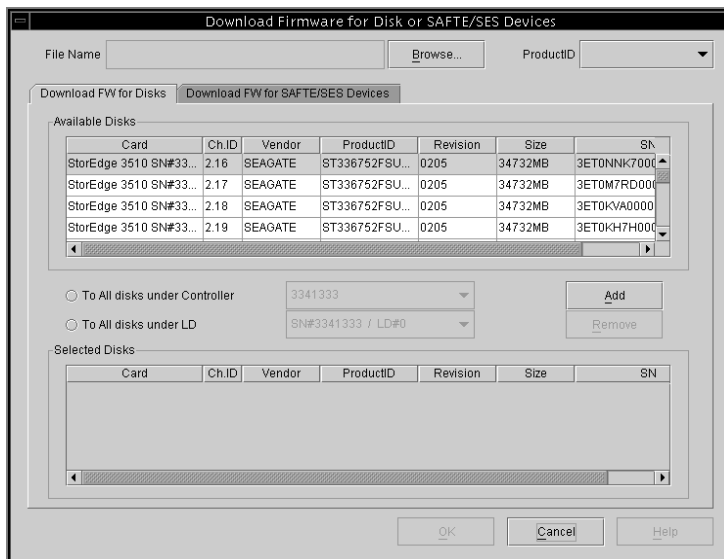 Download Firmware for Disk or SAFTE/SES Devices
File Name Browse... ProductID
Download FW for Disks Download FW for SAFTE/SES Devices
Available Disks
Card Ch.ID Vendor ProductID Revision Size SN
StorEdge 3510 SN#33... 2.16 SEAGATE ST336752FSU... 0205 34732MB 3ET0NNK7000
StorEdge 3510 SN#33... 2.17 SEAGATE ST336752FSU... 0205 34732MB 3ET0M7RD000
StorEdge 3510 SN#33... 2.18 SEAGATE ST336752FSU... 0205 34732MB 3ET0KVA0000
StorEdge 3510 SN#33... 2.19 SEAGATE ST336752FSU... 0205 34732MB 3ET0KH7H000
To All disks under Controller 3341333 Add
To All disks under LD SN#3341333 / LD#0 Remove
Selected Disks
Card Ch.ID Vendor ProductID Revision Size SN
OK Cancel Help